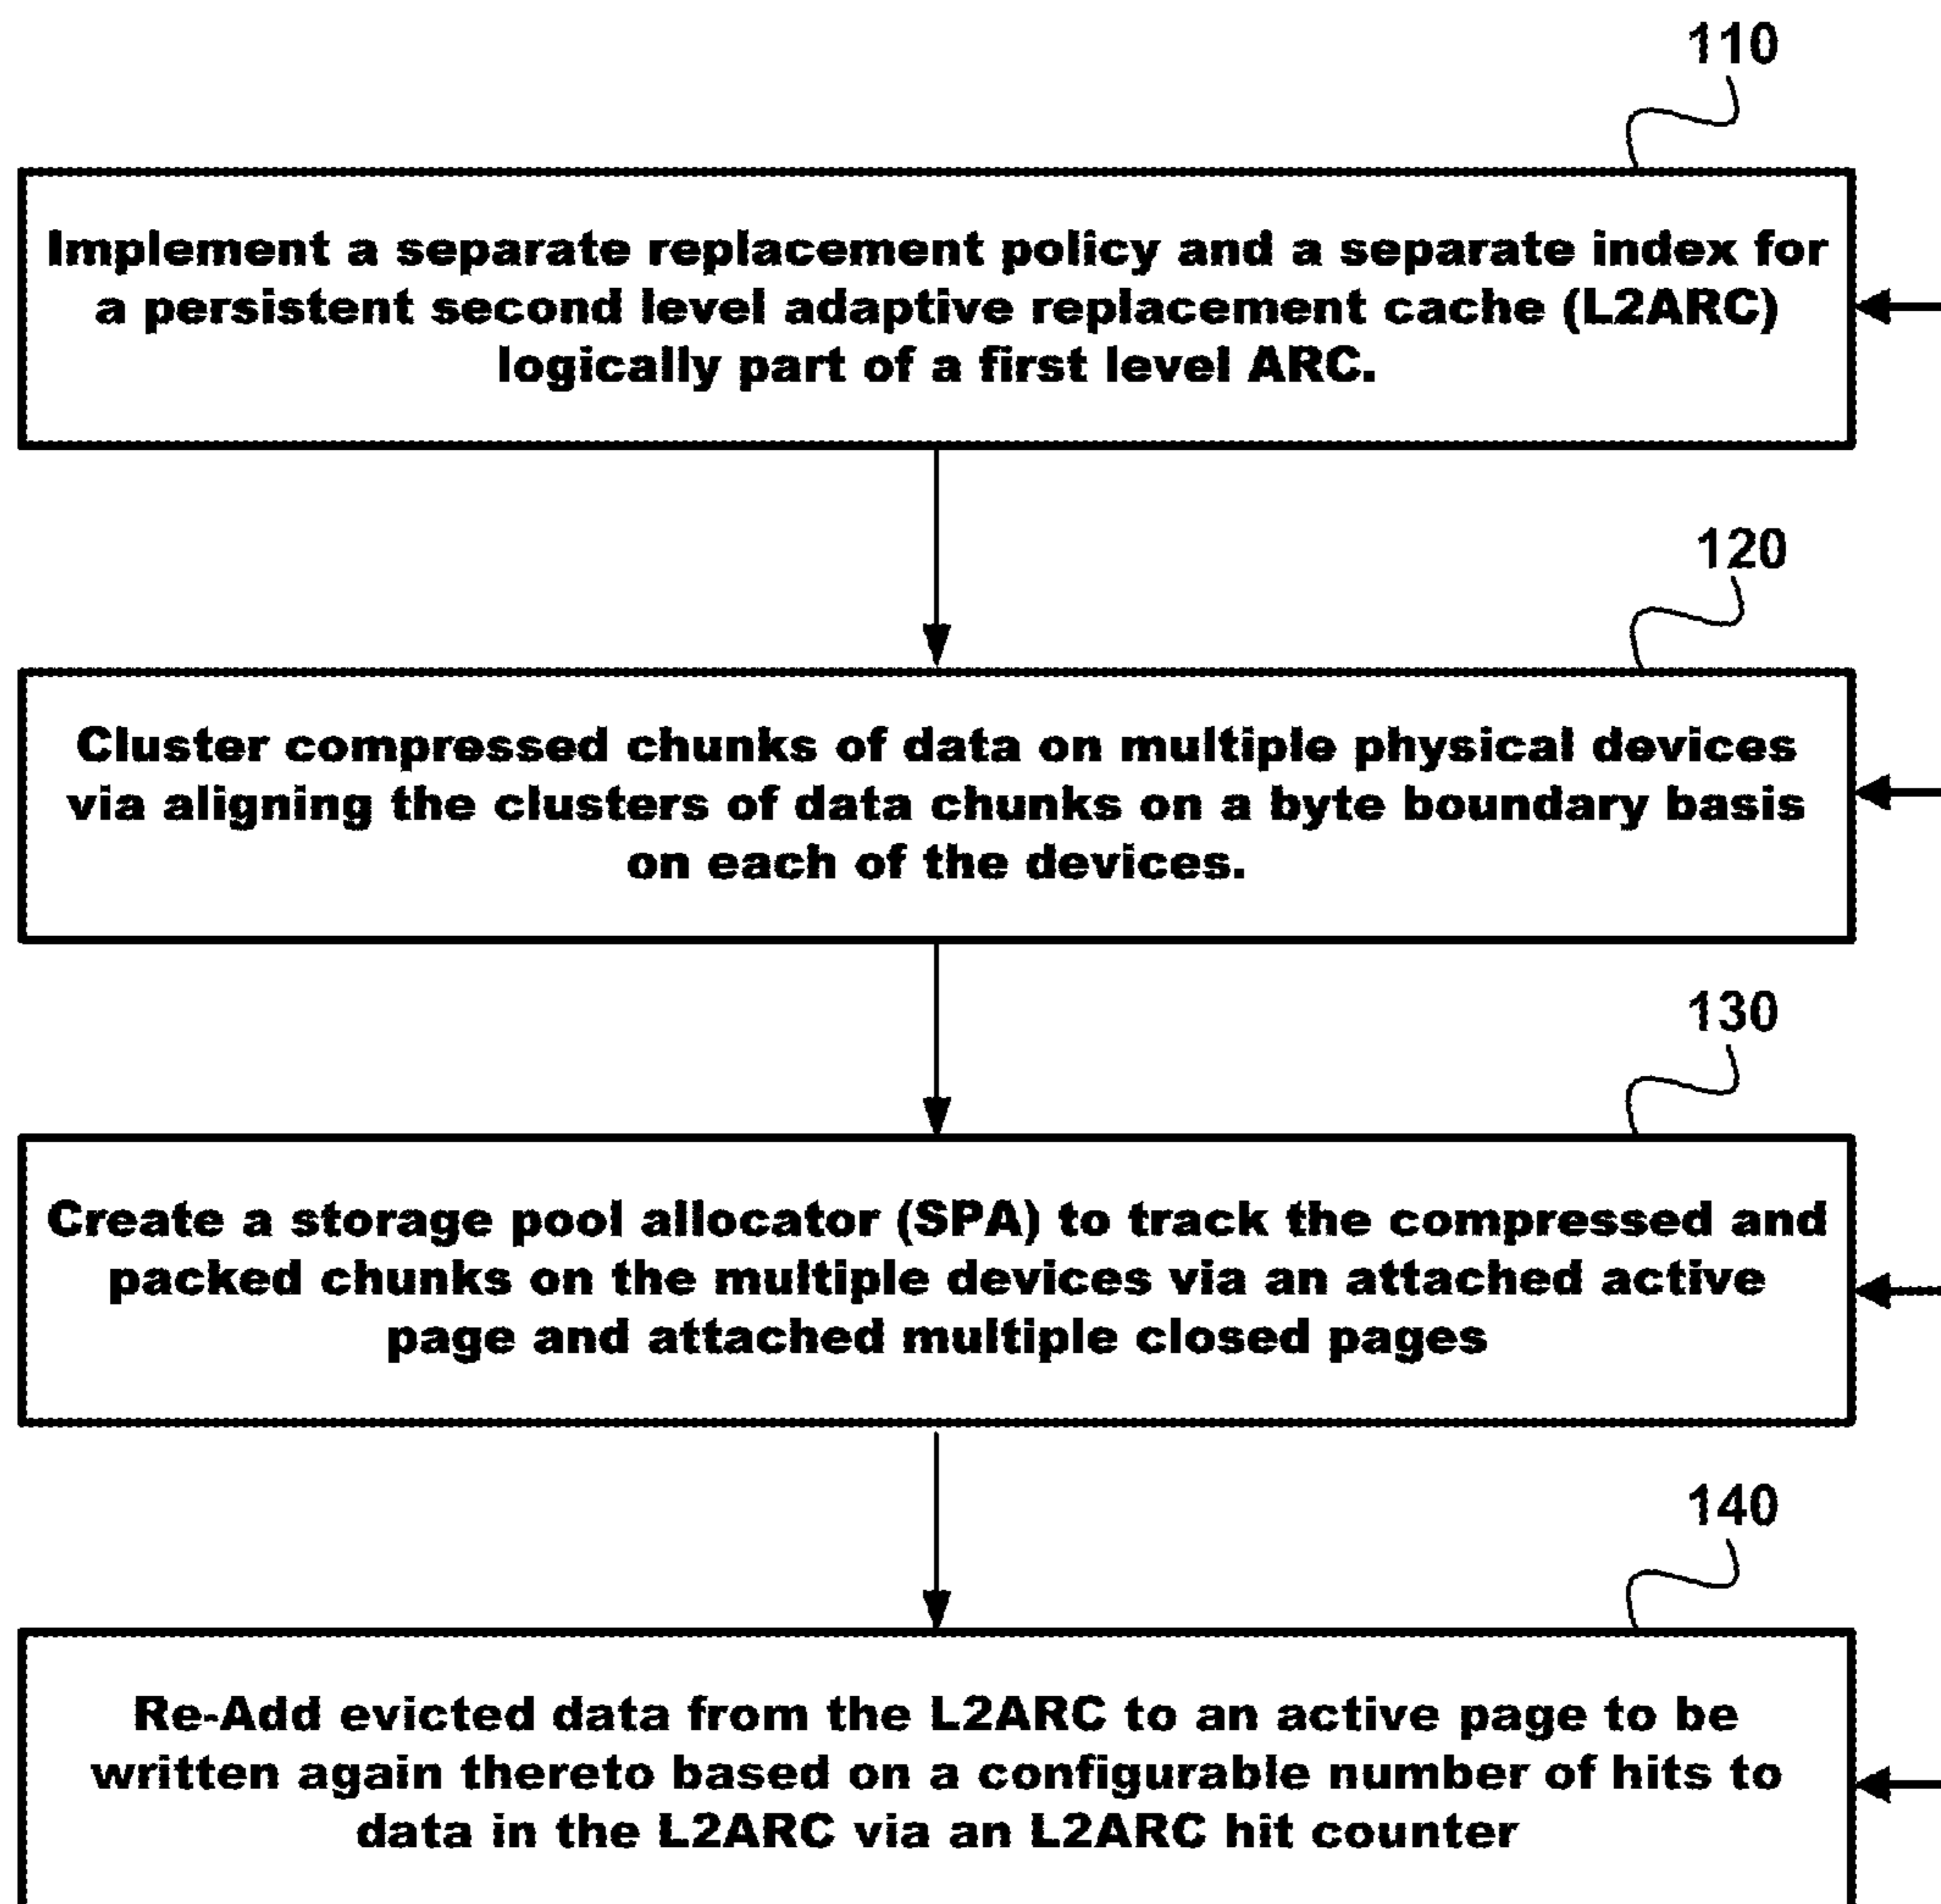 110
Implement a separate replacement policy and a separate index for
a persistent second level adaptive replacement cache (L2ARC)
logically part of a first level ARC.
120
Cluster compressed chunks of data on multiple physical devices
via aligning the clusters of data chunks on a byte boundary basis
on each of the devices.
130
Create a storage pool allocator (SPA) to track the compressed and
packed chunks on the multiple devices via an attached active
page and attached multiple closed pages
140
Re-Add evicted data from the L2ARC to an active page to be
written again thereto based on a configurable number of hits to
data in the L2ARC via an L2ARC hit counter